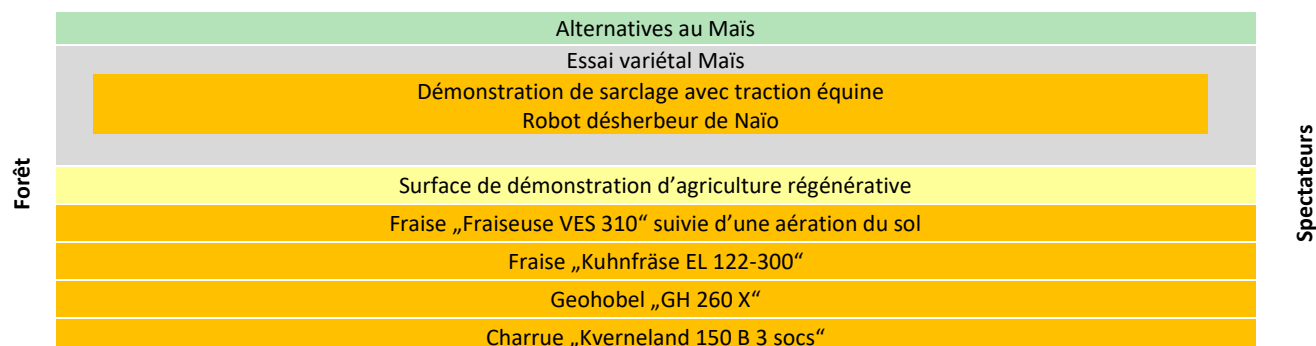 Alternatives au Maïs
Essai variétal Maïs
Démonstration de sarclage avec traction équine
Robot désherbeur de Naïo
Forêt
Spectateurs
Surface de démonstration d’agriculture régénérative
Fraise „Fraiseuse VES 310“ suivie d’une aération du sol
Fraise „Kuhnfräse EL 122-300“
Geohobel „GH 260 X“
Charrue „Kverneland 150 B 3 socs“